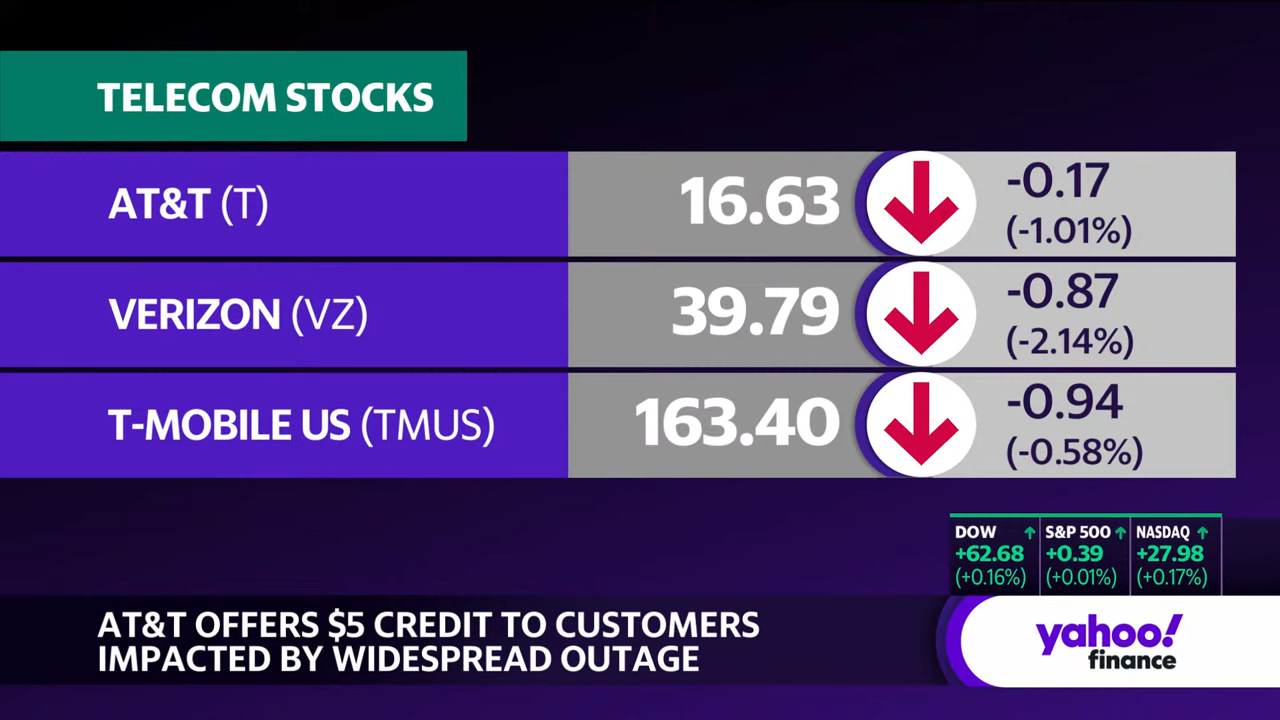 TELECOM STOCKS
AT&T (T) 16.63 -0.17
(-1.01%)
VERIZON (VZ) 39.79 -0.87
(-2.14%)
T-MOBILE US (TMUS) 163.40 -0.94
(-0.58%)
DOW ↑ S&P 500 ↑ NASDAQ ↑
+62.68 +0.39 +27.98
(+0.16%) (+0.01%) (+0.17%)
AT&T OFFERS $5 CREDIT TO CUSTOMERS
IMPACTED BY WIDESPREAD OUTAGE
yahoo!
finance